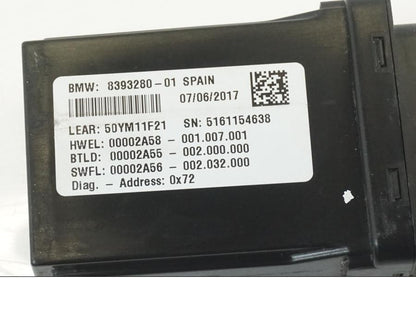 BMW: 8393280-01 SPAIN
07/06/2017
LEAR: 50YM11F21 SN: 5161154638
HWEL: 00002A58 - 001.007.001
BTLD: 00002A55 - 002.000.000
SWFL: 00002A56 - 002.032.000
Diag. - Address: 0x72